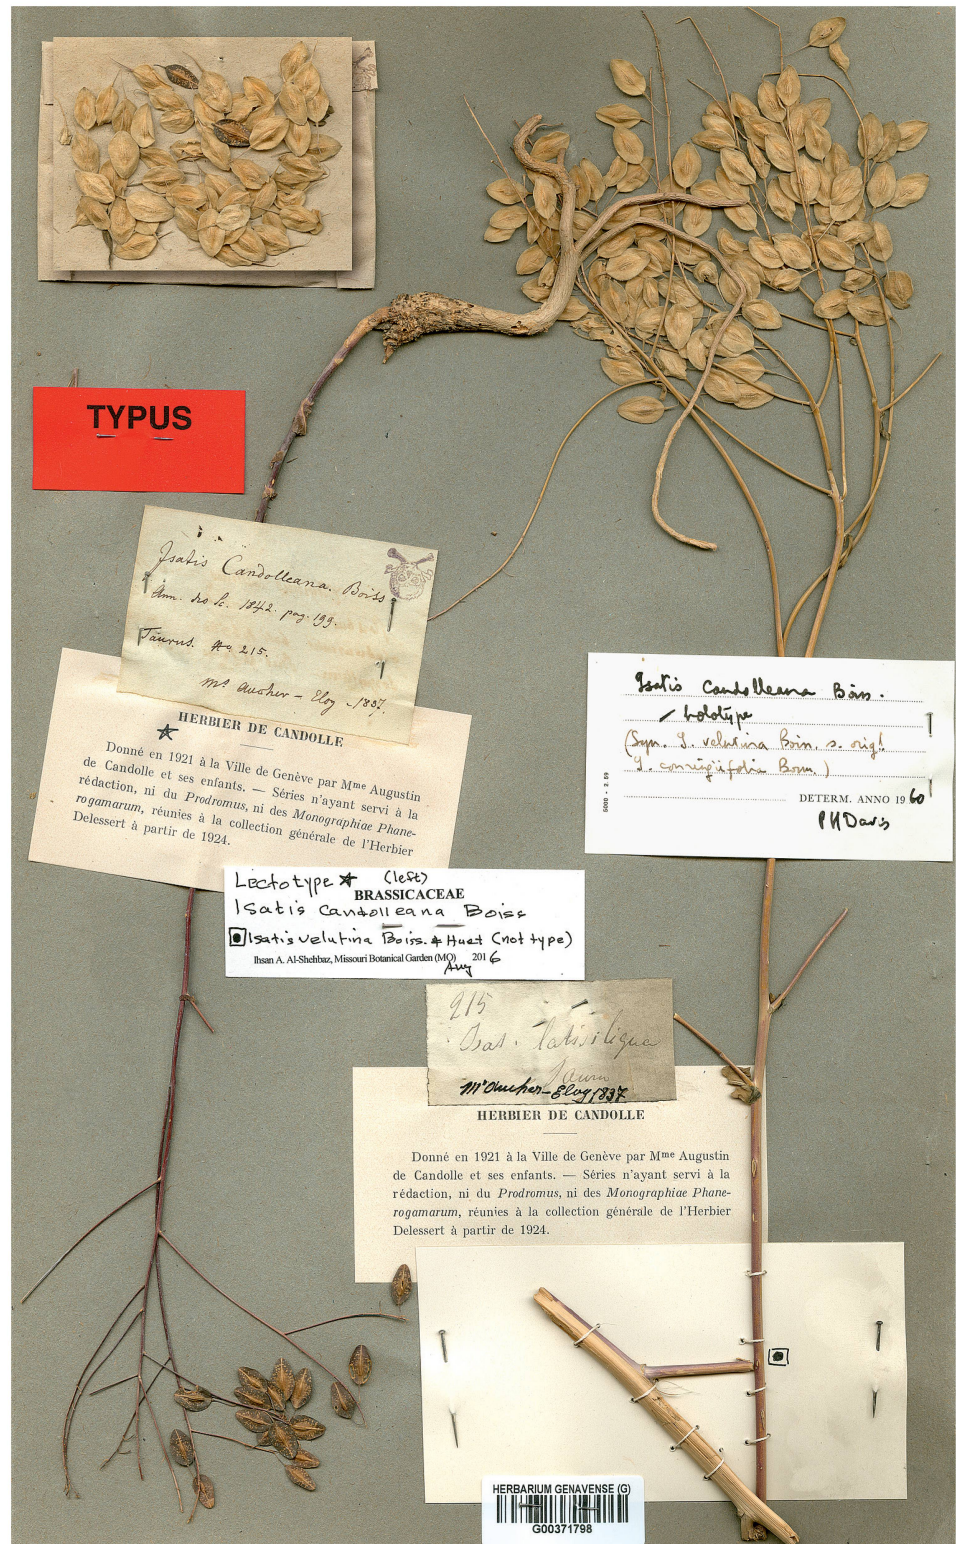 TYPUS
Isatis Candolleana. Boiss
Ann. des Sc. 1842. pag. 199.
Taurus. No. 215.
Mr Aucher - Eloy - 1837.
HERBIER DE CANDOLLE
Donné en 1921 à la Ville de Genève par Mme Augustin
de Candolle et ses enfants. — Séries n'ayant servi à la
rédaction, ni du Prodromus, ni des Monographiae Phane-
rogamarum, réunies à la collection générale de l'Herbier
Delessert à partir de 1924.
Isatis Candolleana Boiss.
holotype
(Syn. I. velutina Boiss. s. orig!
I. Boiss.)
5000 - 2.59
DETERM. ANNO 1960
PH Davis
Lectotype (left)
BRASSICACEAE
Isatis candolleana Boiss
Isatis velutina Boiss. & Huet (not type)
Ihsan A. Al-Shehbaz, Missouri Botanical Garden (MO) 2016
Aug
215
Isat. latisiliqua
Tauru
Mr Aucher-Eloy 1837
HERBIER DE CANDOLLE
Donné en 1921 à la Ville de Genève par Mme Augustin
de Candolle et ses enfants. — Séries n'ayant servi à la
rédaction, ni du Prodromus, ni des Monographiae Phane-
rogamarum, réunies à la collection générale de l'Herbier
Delessert à partir de 1924.
HERBARIUM GENAVENSE (G)
G00371798